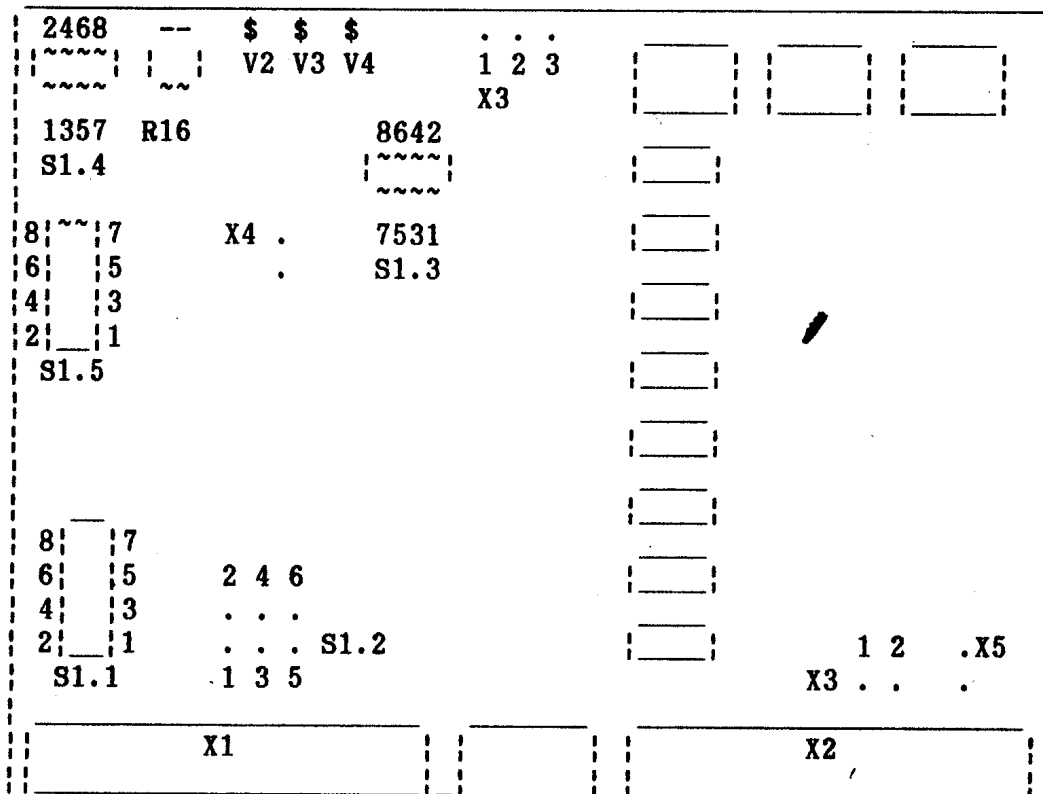 2468 -- $ $ $ . . .
V2 V3 V4 1 2 3
X3
1357 R16 8642
S1.4
8 7 X4 . 7531
6 5 . S1.3
4 3
2 1
S1.5
8 7
6 5 2 4 6
4 3 . . .
2 1 . . . S1.2 1 2 .X5
S1.1 1 3 5 X3 . . .
X1 X2